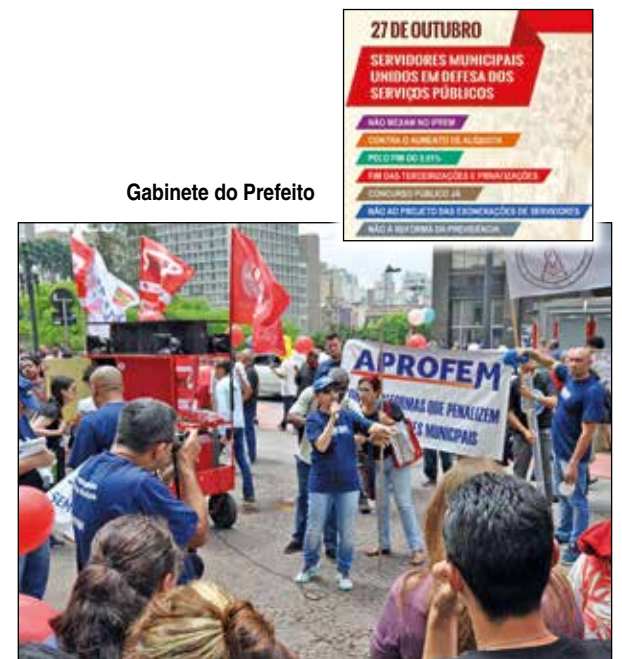 27 DE OUTUBRO
SERVIDORES MUNICIPAIS
UNIDOS EM DEFESA DOS
SERVIÇOS PÚBLICOS
NÃO MEXAM NO IPREM
CONTRA O AUMENTO DE ALÍQUOTA
PELO FIM DO 0,01%
FIM DAS TERCEIRIZAÇÕES E PRIVATIZAÇÕES
CONCURSO PÚBLICO JÁ
NÃO AO PROJETO DAS EXONERAÇÕES DE SERVIDORES
NÃO À REFORMA DA PREVIDÊNCIA
Gabinete do Prefeito
APROFEM
REFORMAS QUE PENALIZEM
MUNICIPAIS